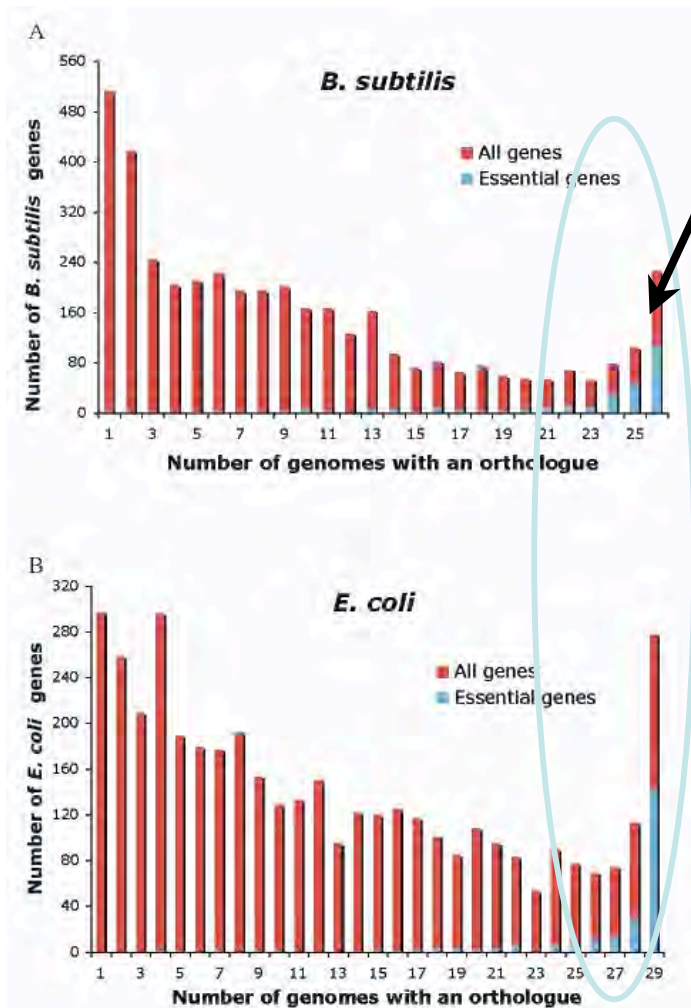 A
B. subtilis
560
480
400
320
240
160
80
0
All genes
Essential genes
Number of B. subtilis genes
1 3 5 7 9 11 13 15 17 19 21 23 25
Number of genomes with an orthologue
B
E. coli
320
280
240
200
160
120
80
40
0
All genes
Essential genes
Number of E. coli genes
1 3 5 7 9 11 13 15 17 19 21 23 25 27 29
Number of genomes with an orthologue